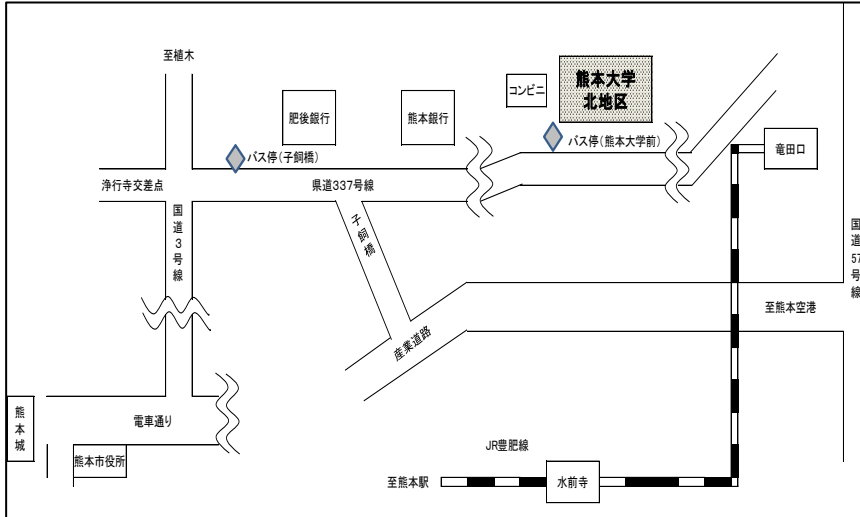 至植木
肥後銀行
熊本銀行
コンビニ
熊本大学
北地区
バス停(子飼橋)
バス停(熊本大学前)
竜田口
浄行寺交差点
県道337号線
国道3号線
子飼橋
国道57号線
至熊本空港
産業道路
熊本城
電車通り
熊本市役所
JR豊肥線
至熊本駅
水前寺